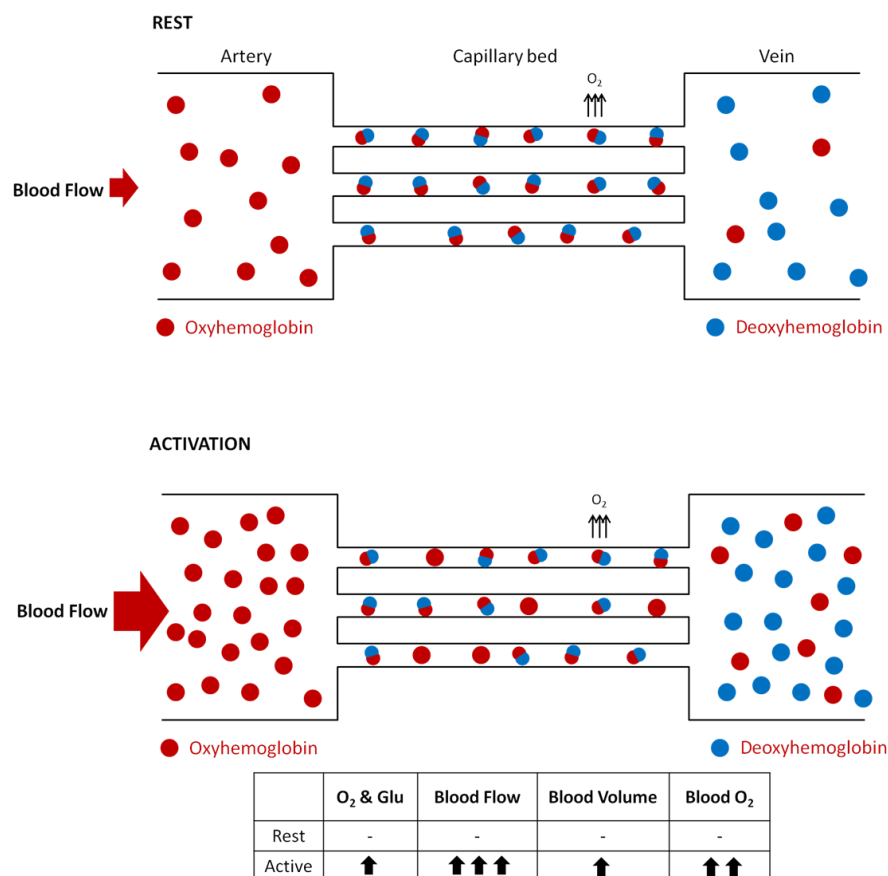 REST
Artery Capillary bed Vein
O₂
Blood Flow
Oxyhemoglobin Deoxyhemoglobin
ACTIVATION
O₂
Blood Flow
Oxyhemoglobin Deoxyhemoglobin
O₂ & Glu Blood Flow Blood Volume Blood O₂
Rest - - - -
Active